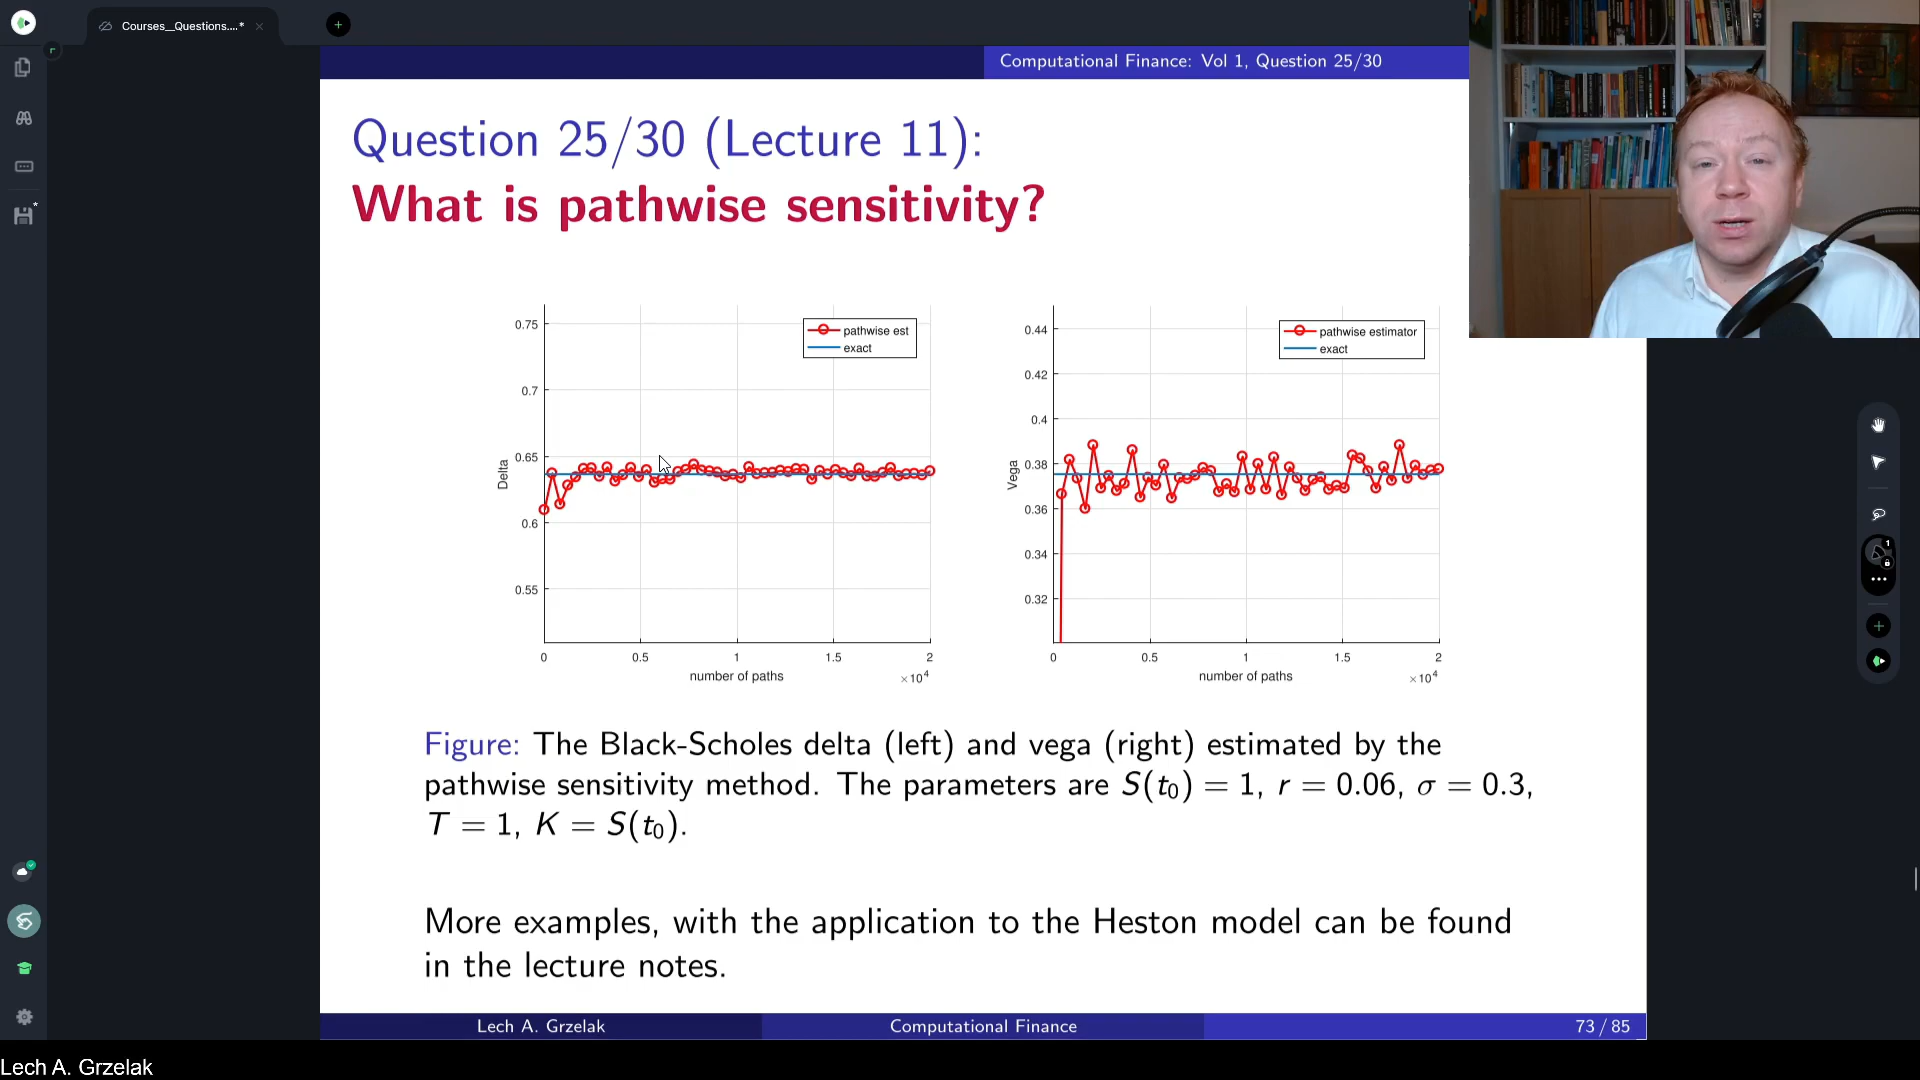 Courses__Questions....*
Computational Finance: Vol 1, Question 25/30
Question 25/30 (Lecture 11):
What is pathwise sensitivity?
0.75
0.7
0.65
0.6
0.55
Delta
pathwise est
exact
0
0.5
1
1.5
2
number of paths
×10⁴
0.44
0.42
0.4
0.38
0.36
0.34
0.32
Vega
pathwise estimator
exact
0
0.5
1
1.5
2
number of paths
×10⁴
Figure: The Black-Scholes delta (left) and vega (right) estimated by the
pathwise sensitivity method. The parameters are S(t₀) = 1, r = 0.06, σ = 0.3,
T = 1, K = S(t₀).
More examples, with the application to the Heston model can be found
in the lecture notes.
Lech A. Grzelak
Computational Finance
73 / 85
1
Lech A. Grzelak